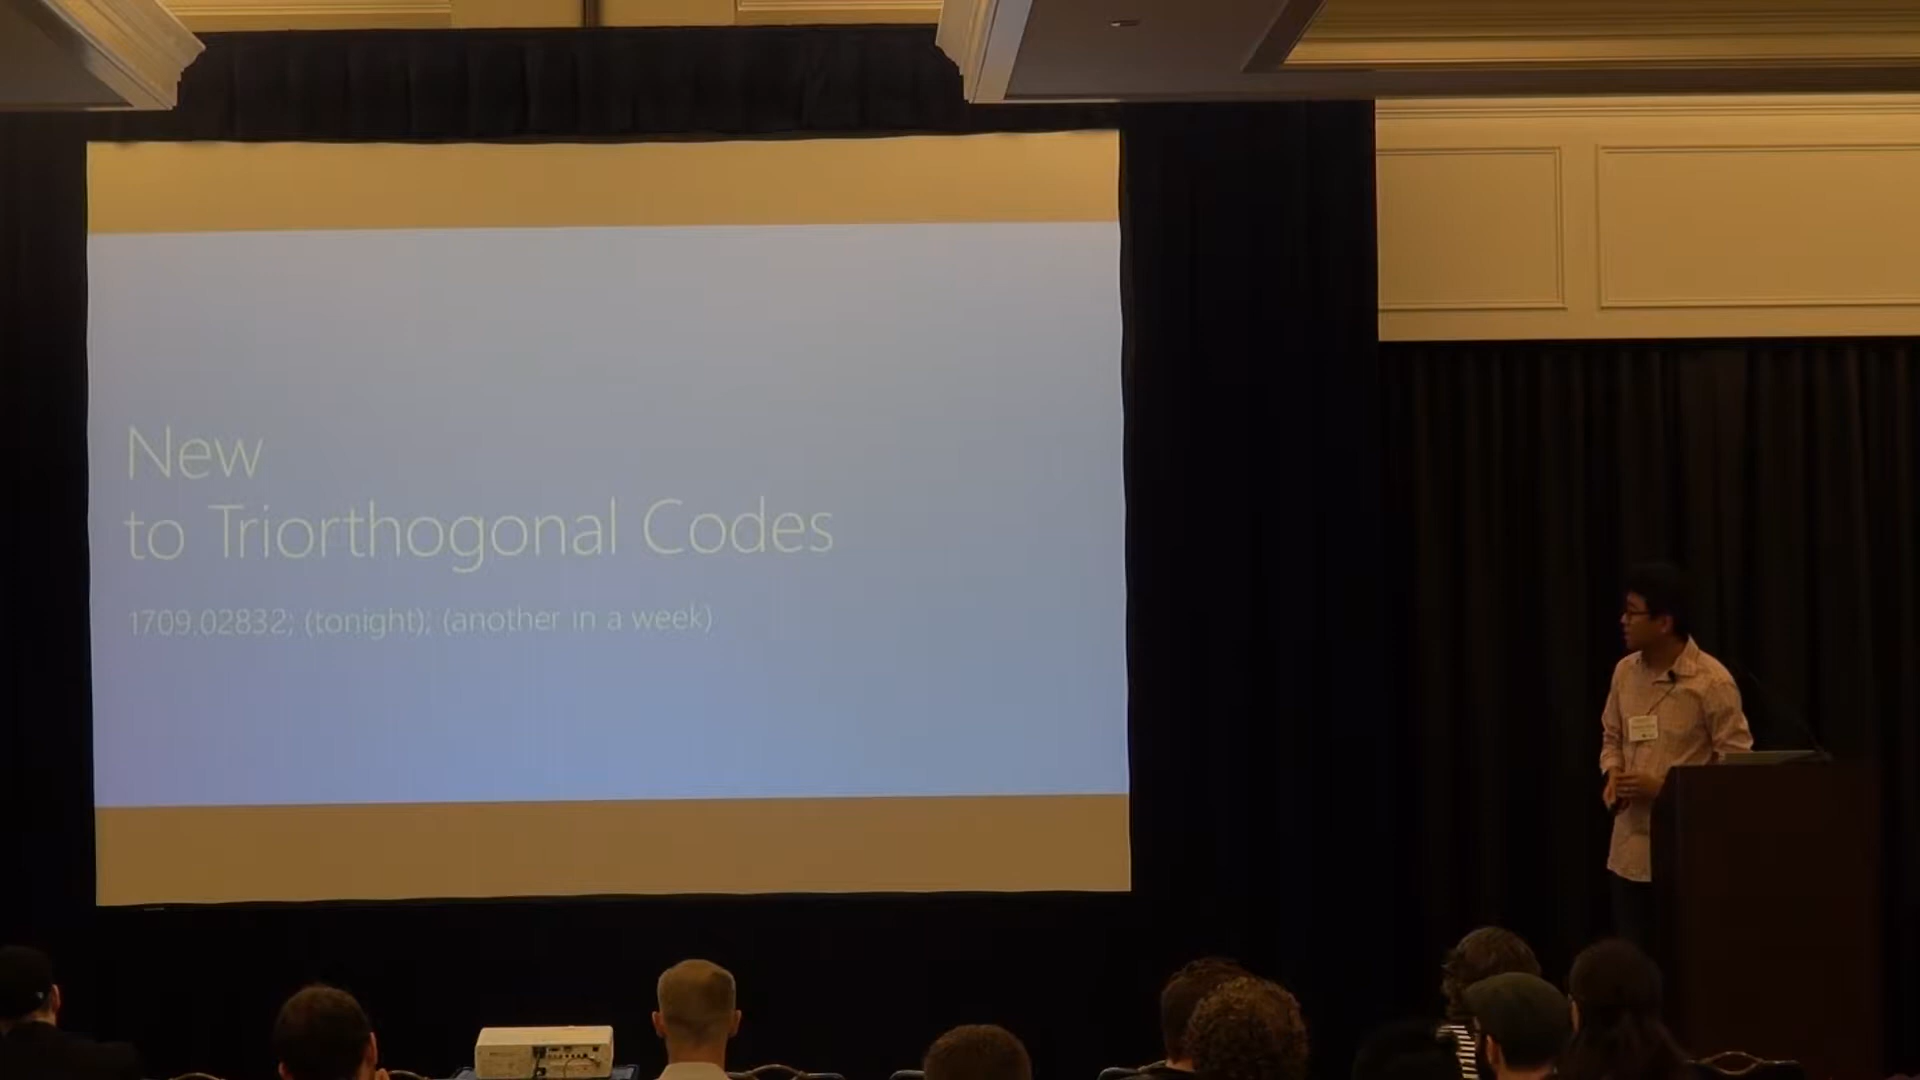 New
to Triorthogonal Codes
1709.02832; (tonight); (another in a week)